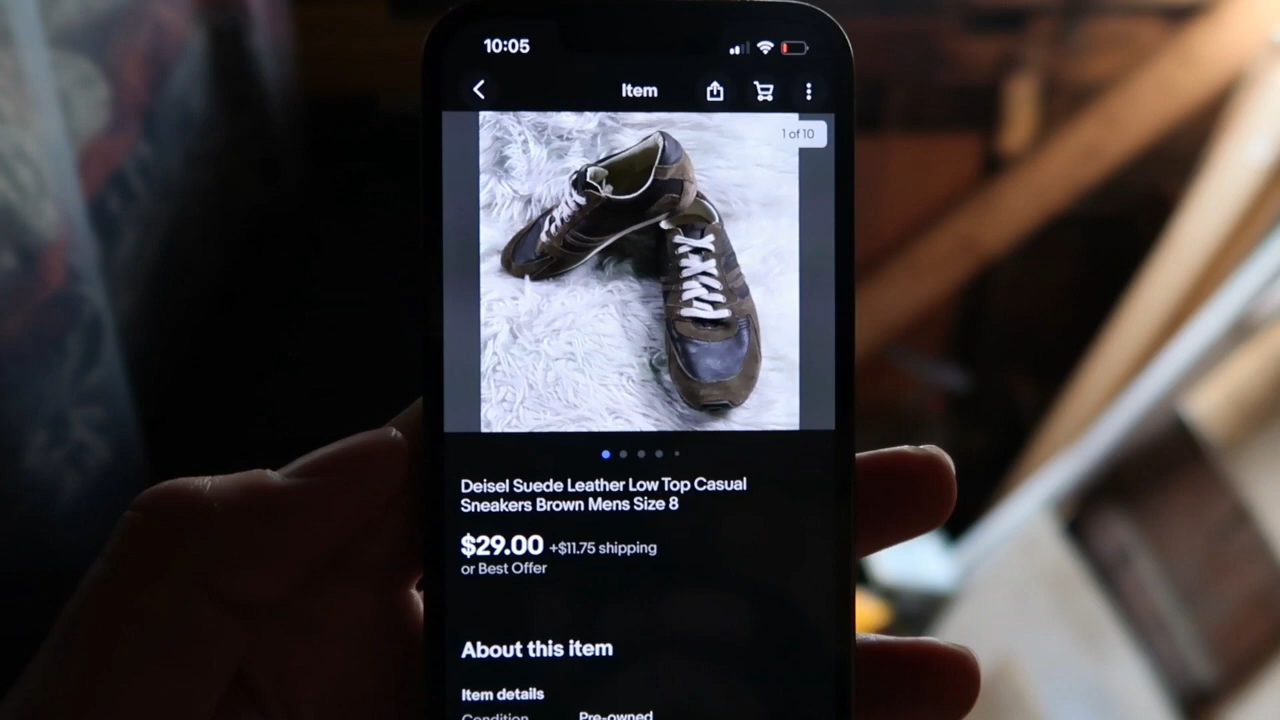 10:05
Item
1 of 10
Deisel Suede Leather Low Top Casual
Sneakers Brown Mens Size 8
$29.00 +$11.75 shipping
or Best Offer
About this item
Item details
Condition Pre-owned